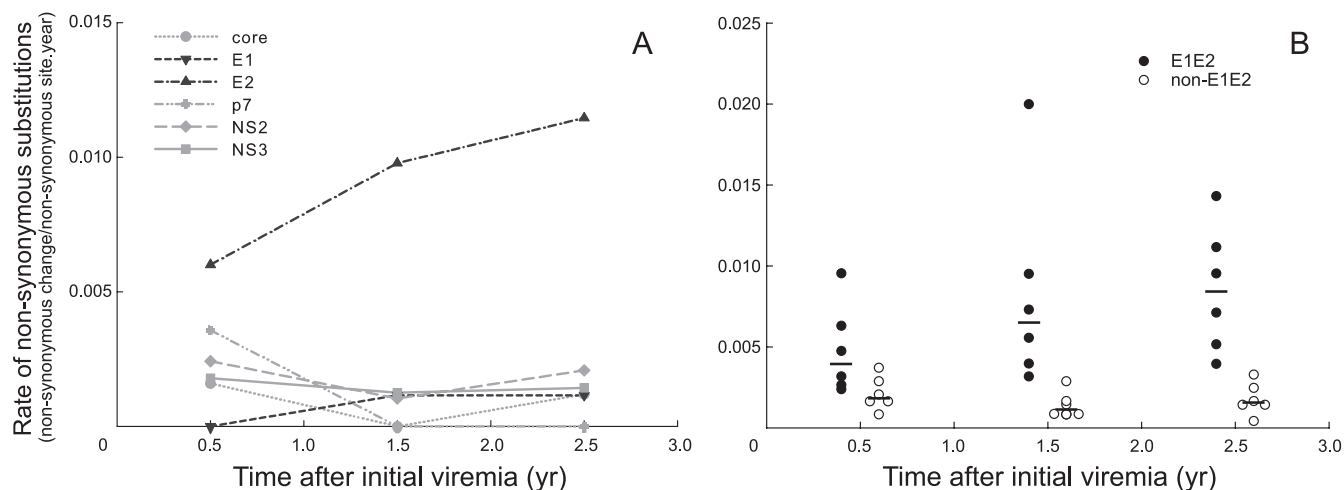 Rate of non-synonymous substitutions
(non-synonymous change/non-synonymous site.year)
A
core
E1
E2
p7
NS2
NS3
0.015
0.010
0.005
0 0.5 1.0 1.5 2.0 2.5 3.0
Time after initial viremia (yr)
B
E1E2
non-E1E2
0.025
0.020
0.015
0.010
0.005
0 0.5 1.0 1.5 2.0 2.5 3.0
Time after initial viremia (yr)